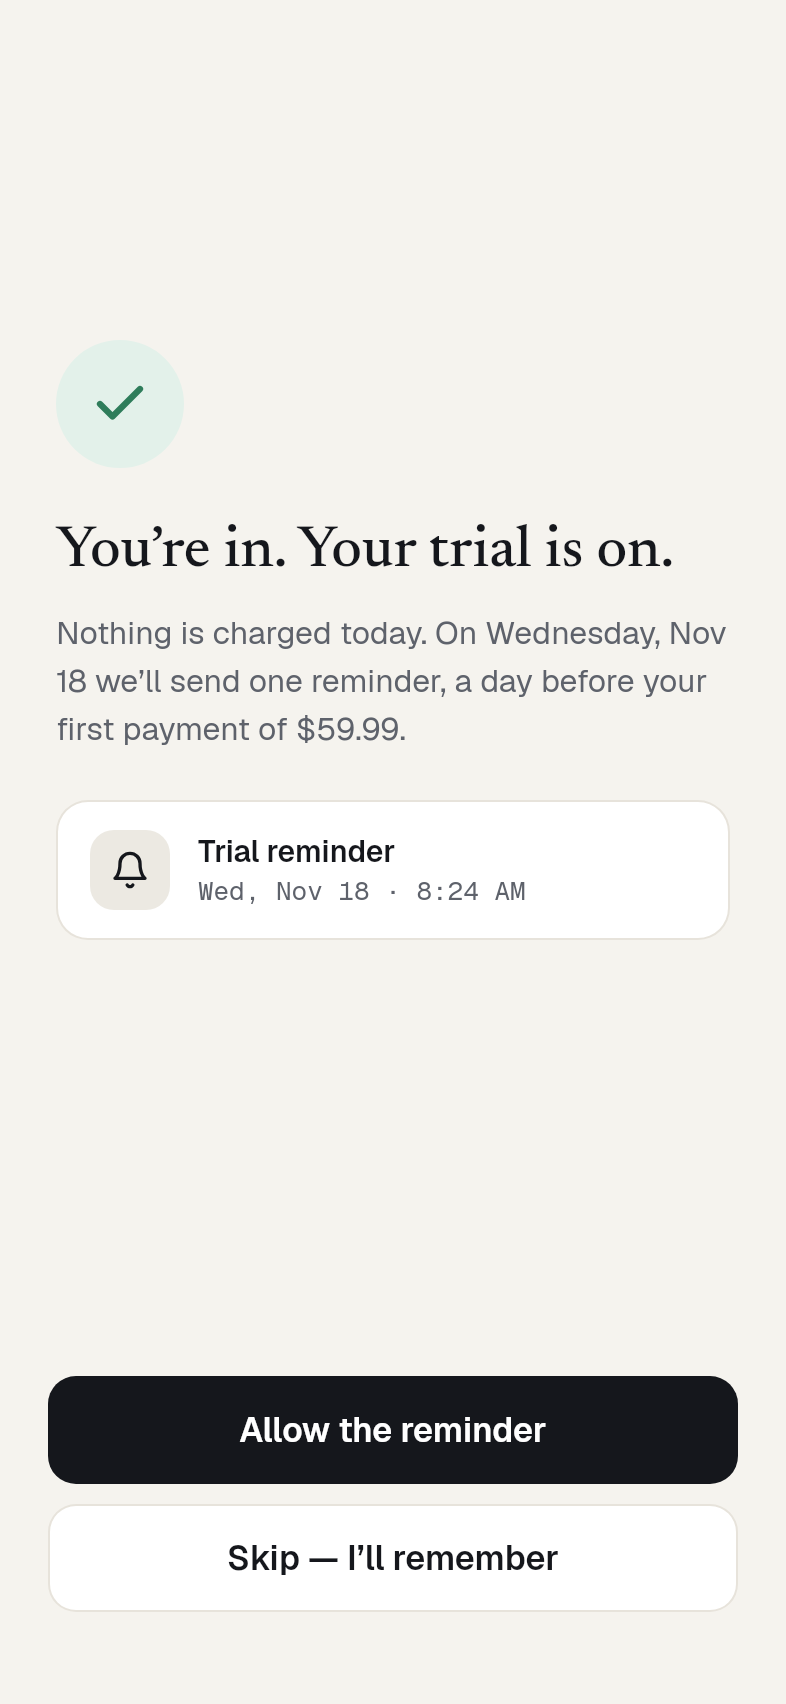 You’re in. Your trial is on.
Nothing is charged today. On Wednesday, Nov
18 we’ll send one reminder, a day before your
first payment of $59.99.
Trial reminder
Wed, Nov 18 · 8:24 AM
Allow the reminder
Skip — I’ll remember